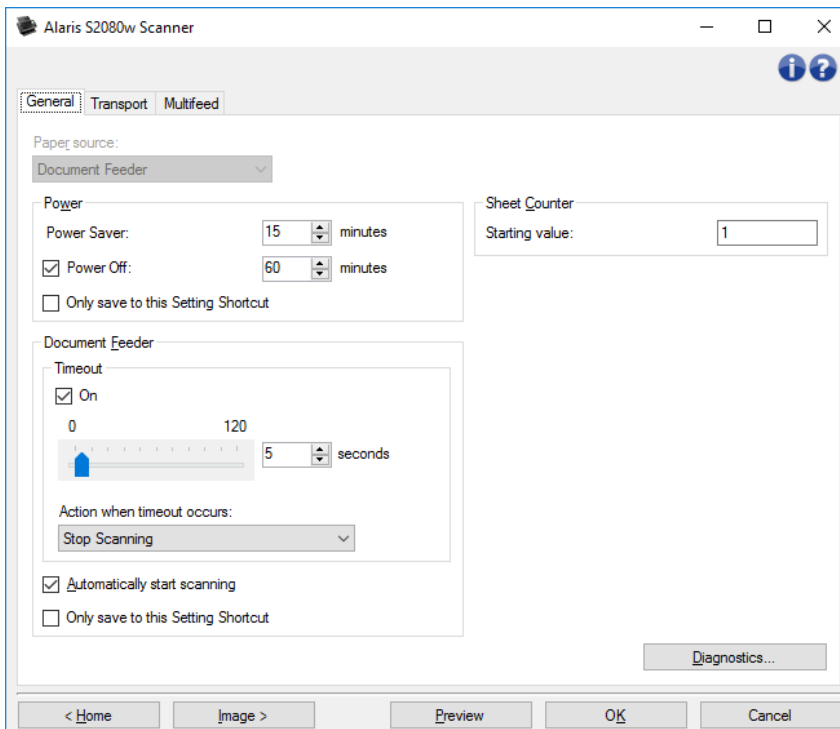 Alaris S2080w Scanner
General Transport Multifeed
Paper source:
Document Feeder
Power
Power Saver: 15 minutes
Power Off: 60 minutes
Only save to this Setting Shortcut
Sheet Counter
Starting value: 1
Document Feeder
Timeout
On
0 120
5 seconds
Action when timeout occurs:
Stop Scanning
Automatically start scanning
Only save to this Setting Shortcut
Diagnostics...
< Home Image > Preview OK Cancel